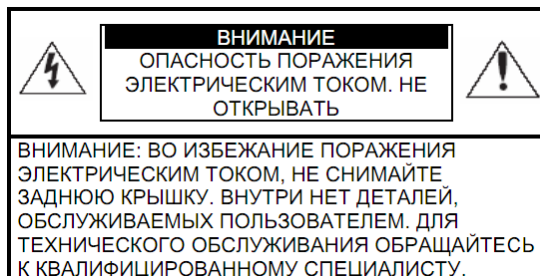 ВНИМАНИЕ
ОПАСНОСТЬ ПОРАЖЕНИЯ
ЭЛЕКТРИЧЕСКИМ ТОКОМ. НЕ
ОТКРЫВАТЬ
ВНИМАНИЕ: ВО ИЗБЕЖАНИЕ ПОРАЖЕНИЯ
ЭЛЕКТРИЧЕСКИМ ТОКОМ, НЕ СНИМАЙТЕ
ЗАДНЮЮ КРЫШКУ. ВНУТРИ НЕТ ДЕТАЛЕЙ,
ОБСЛУЖИВАЕМЫХ ПОЛЬЗОВАТЕЛЕМ. ДЛЯ
ТЕХНИЧЕСКОГО ОБСЛУЖИВАНИЯ ОБРАЩАЙТЕСЬ
К КВАЛИФИЦИРОВАННОМУ СПЕЦИАЛИСТУ.